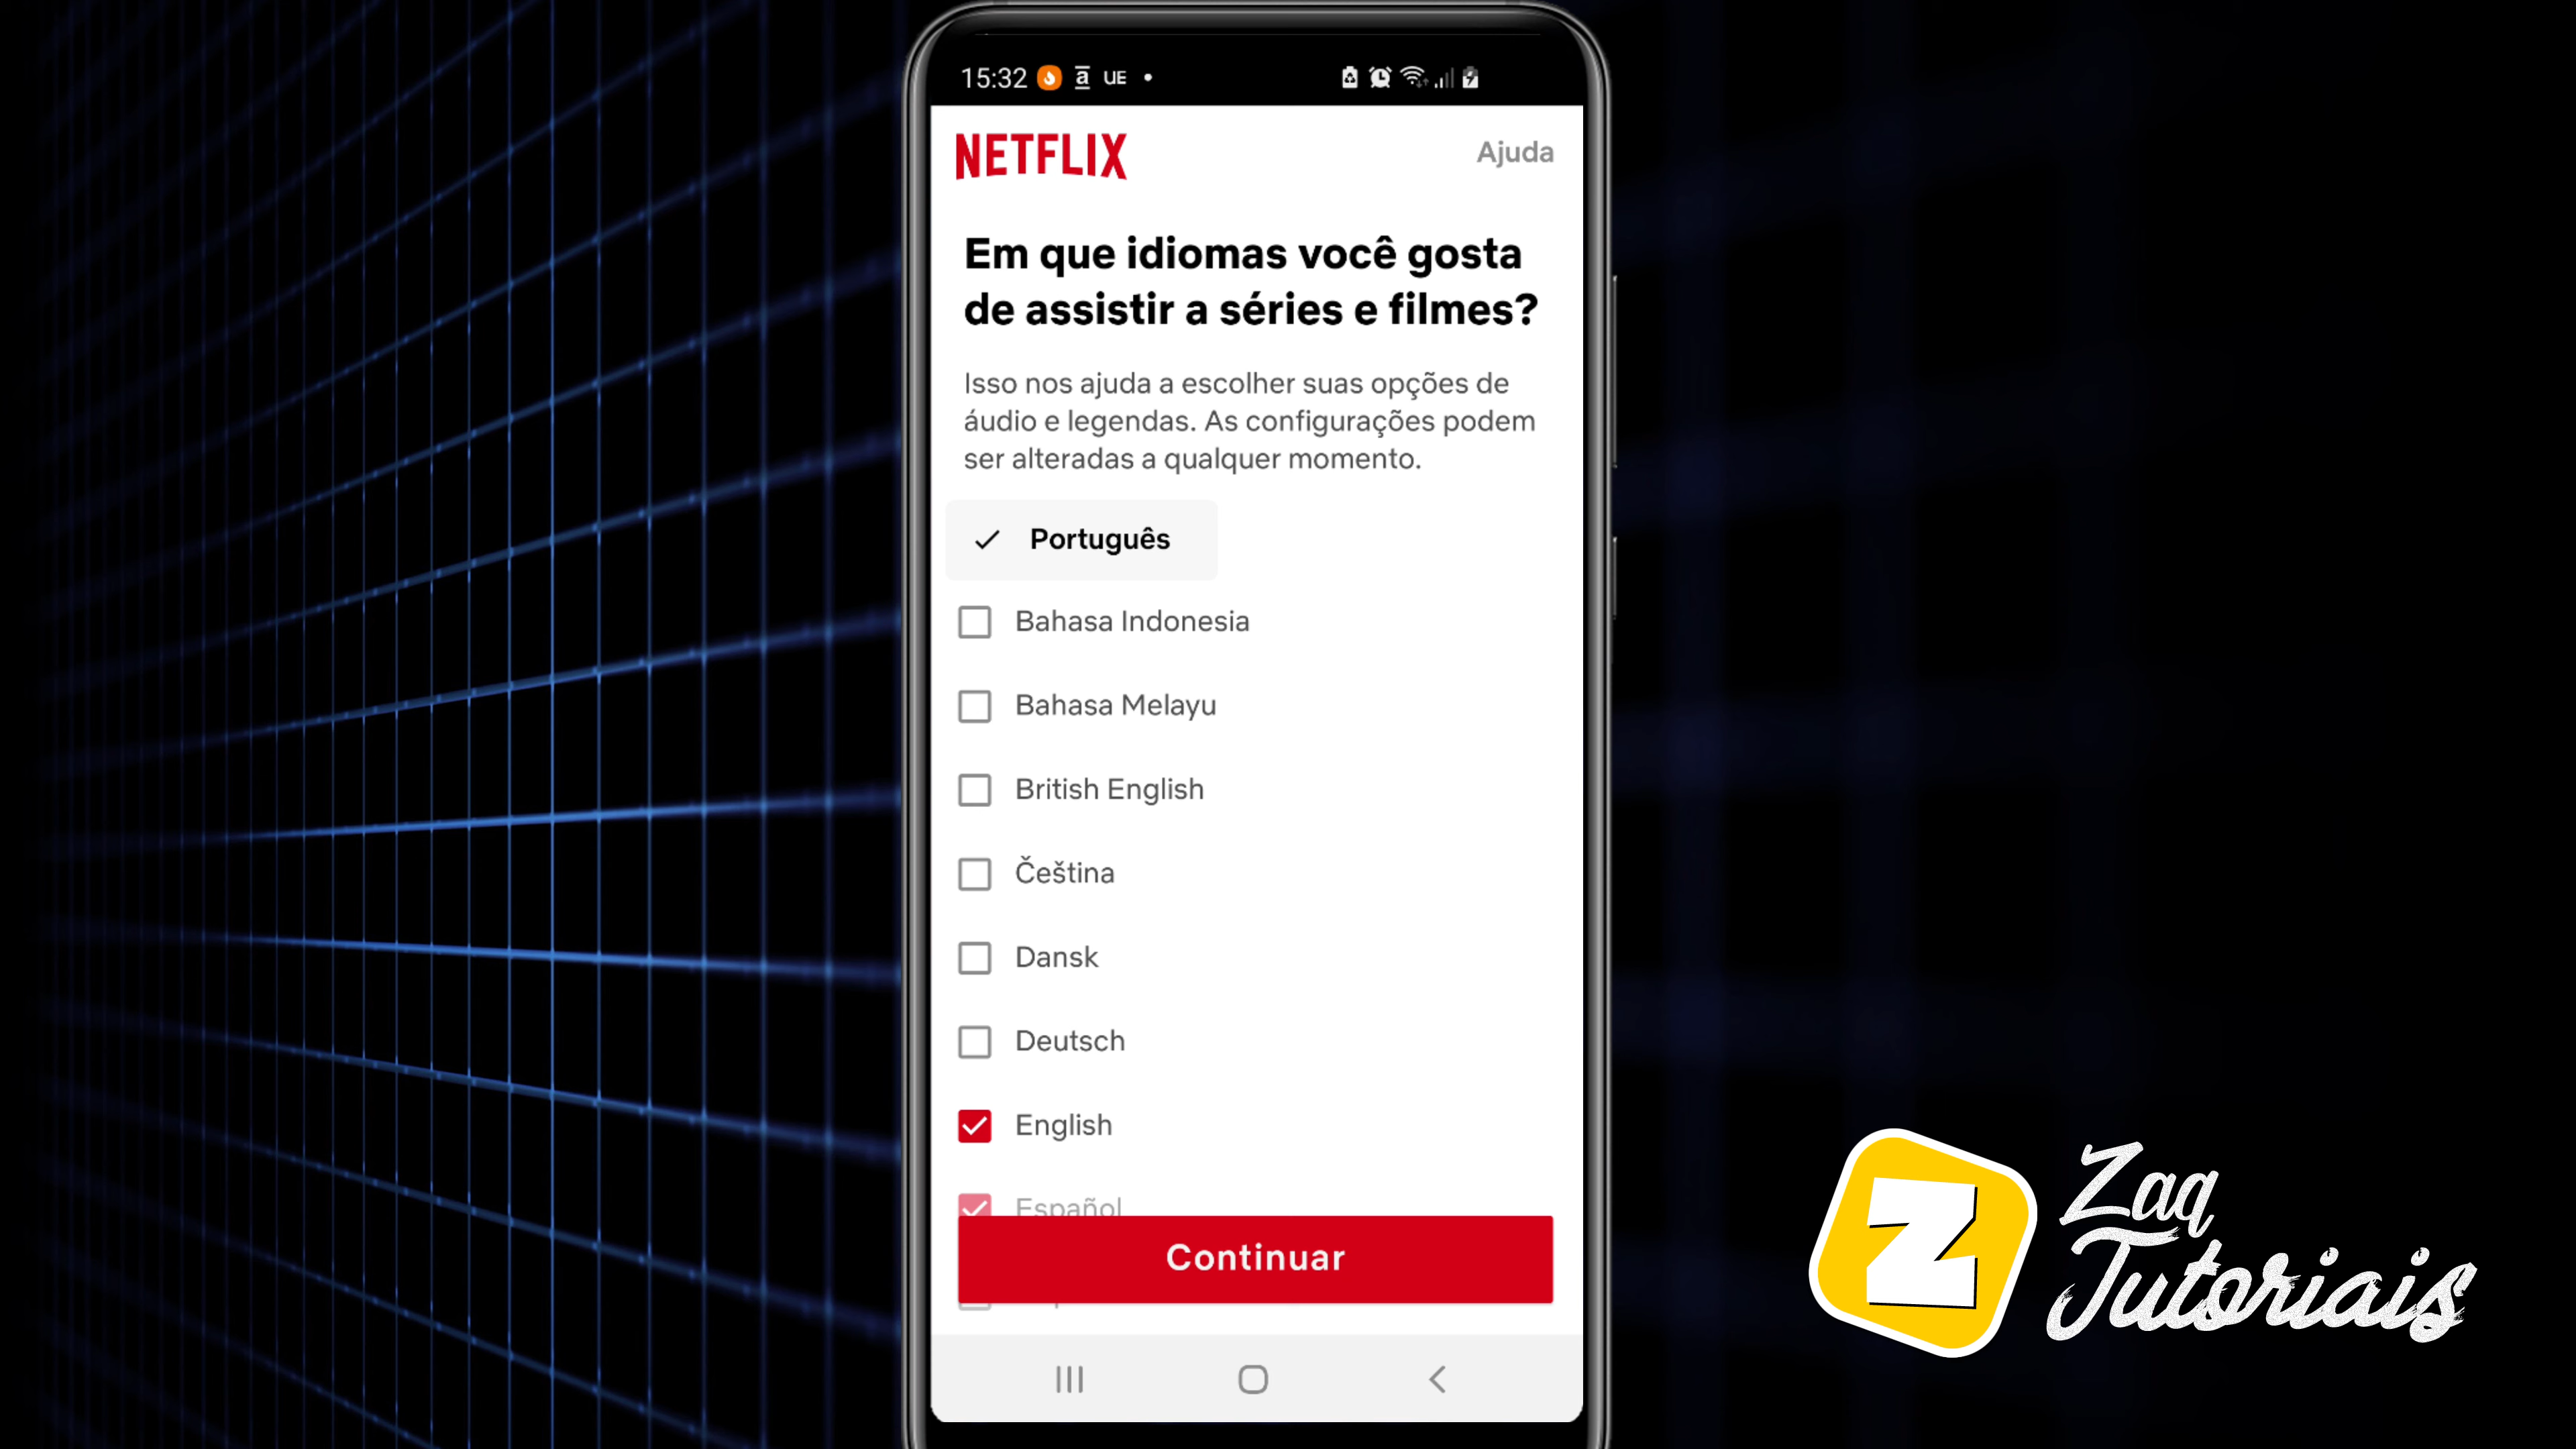 15:32 a UE
NETFLIX
Ajuda
Em que idiomas você gosta
de assistir a séries e filmes?
Isso nos ajuda a escolher suas opções de
áudio e legendas. As configurações podem
ser alteradas a qualquer momento.
Português
Bahasa Indonesia
Bahasa Melayu
British English
Čeština
Dansk
Deutsch
English
Español
Continuar
Z
Zaq
Tutoriais